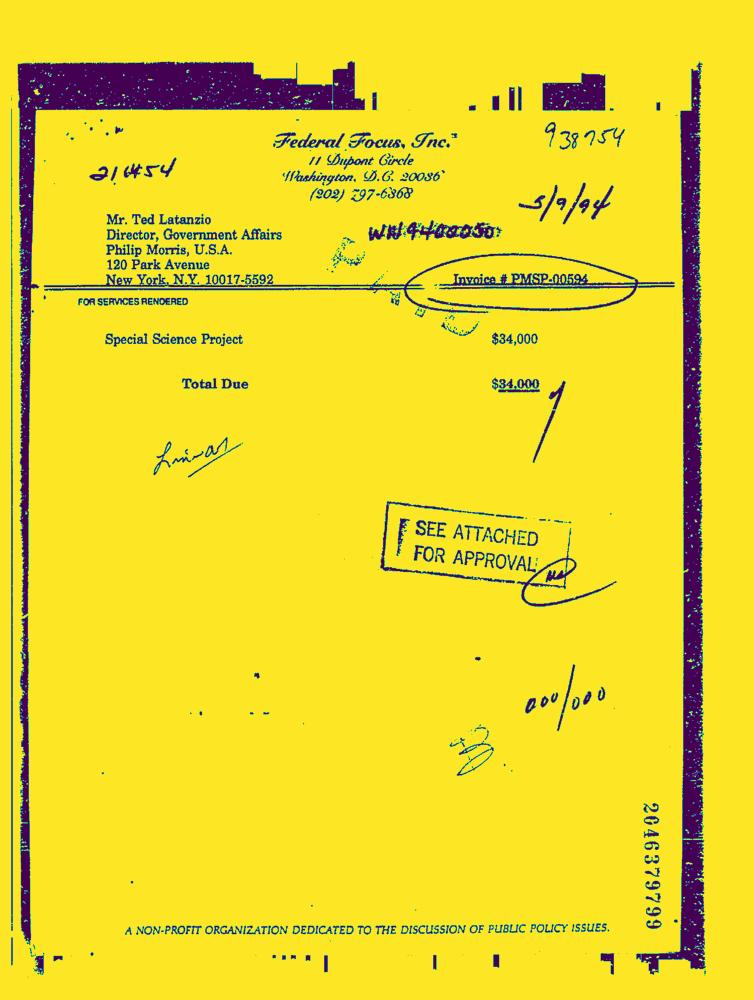 Federal Focus, Inc.
11 Dupont Circle
Washington, D.C. 20036
(202) 797-6368
938754
5/9/94
Mr. Ted Latanzio
Director, Government Affairs
Philip Morris, U.S.A.
120 Park Avenue
New York, N.Y. 10017-5592
Invoice # PMSP-00594
FOR SERVICES RENDERED
Special Science Project $34,000
Total Due $34,000
SEE ATTACHED
FOR APPROVAL
000/000
2046379799
A NON-PROFIT ORGANIZATION DEDICATED TO THE DISCUSSION OF PUBLIC POLICY ISSUES.